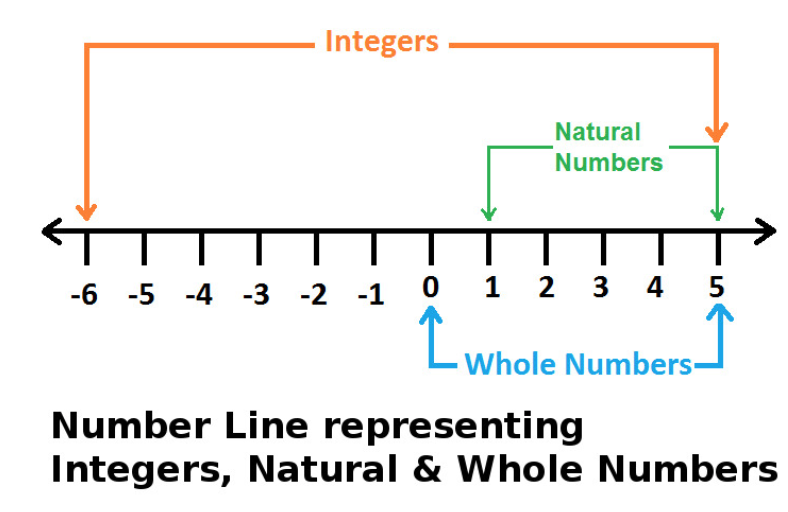 Integers
Natural
Numbers
-6 -5 -4 -3 -2 -1 0 1 2 3 4 5
Whole Numbers
Number Line representing
Integers, Natural & Whole Numbers